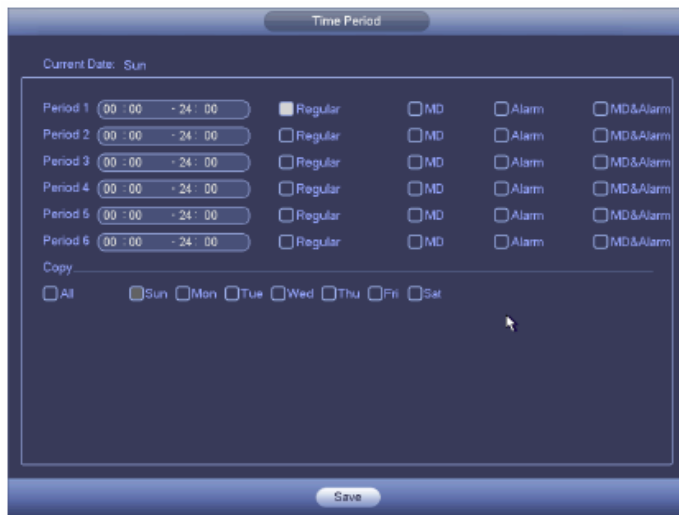 Time Period
Current Date: Sun
Period 1 00 : 00 - 24 : 00 Regular MD Alarm MD&Alarm
Period 2 00 : 00 - 24 : 00 Regular MD Alarm MD&Alarm
Period 3 00 : 00 - 24 : 00 Regular MD Alarm MD&Alarm
Period 4 00 : 00 - 24 : 00 Regular MD Alarm MD&Alarm
Period 5 00 : 00 - 24 : 00 Regular MD Alarm MD&Alarm
Period 6 00 : 00 - 24 : 00 Regular MD Alarm MD&Alarm
Copy
All Sun Mon Tue Wed Thu Fri Sat
Save